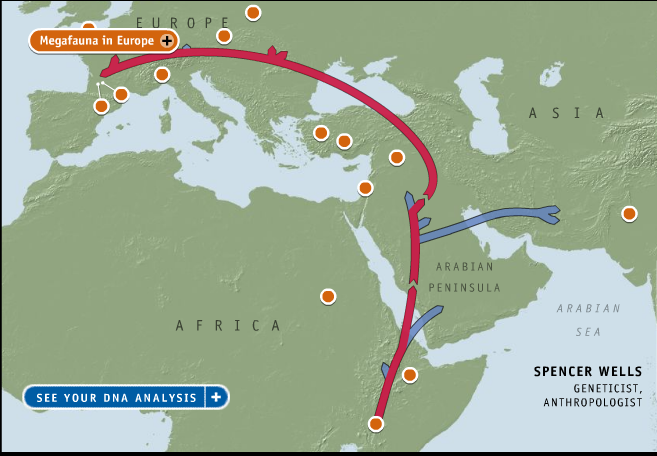 EUROPE
Megafauna in Europe +
ASIA
ARABIAN
PENINSULA
ARABIAN
SEA
AFRICA
SPENCER WELLS
GENETICIST,
ANTHROPOLOGIST
SEE YOUR DNA ANALYSIS +